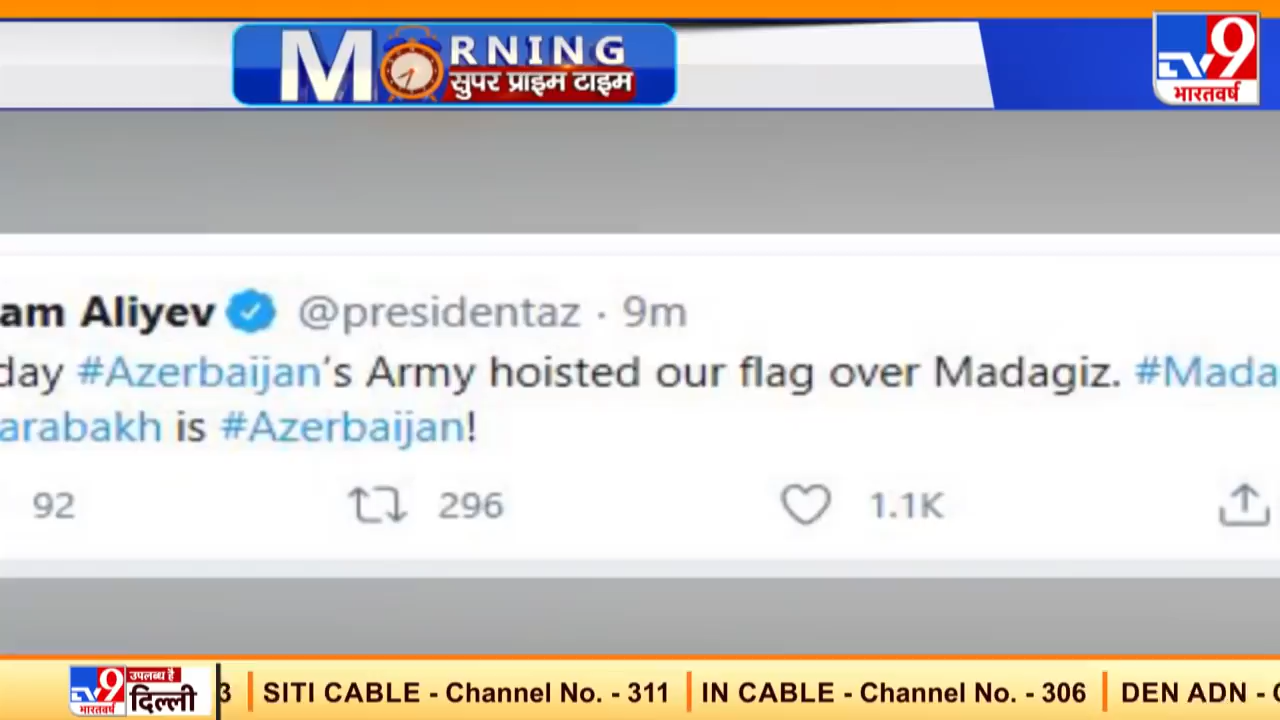 MORNING
सुपर प्राइम टाइम
TV9
भारतवर्ष
am Aliyev @presidentaz · 9m
day #Azerbaijan's Army hoisted our flag over Madagiz. #Mada
arabakh is #Azerbaijan!
92 296 1.1K
TV9 भारतवर्ष उपलब्ध है दिल्ली 3 SITI CABLE - Channel No. - 311 IN CABLE - Channel No. - 306 DEN ADN -